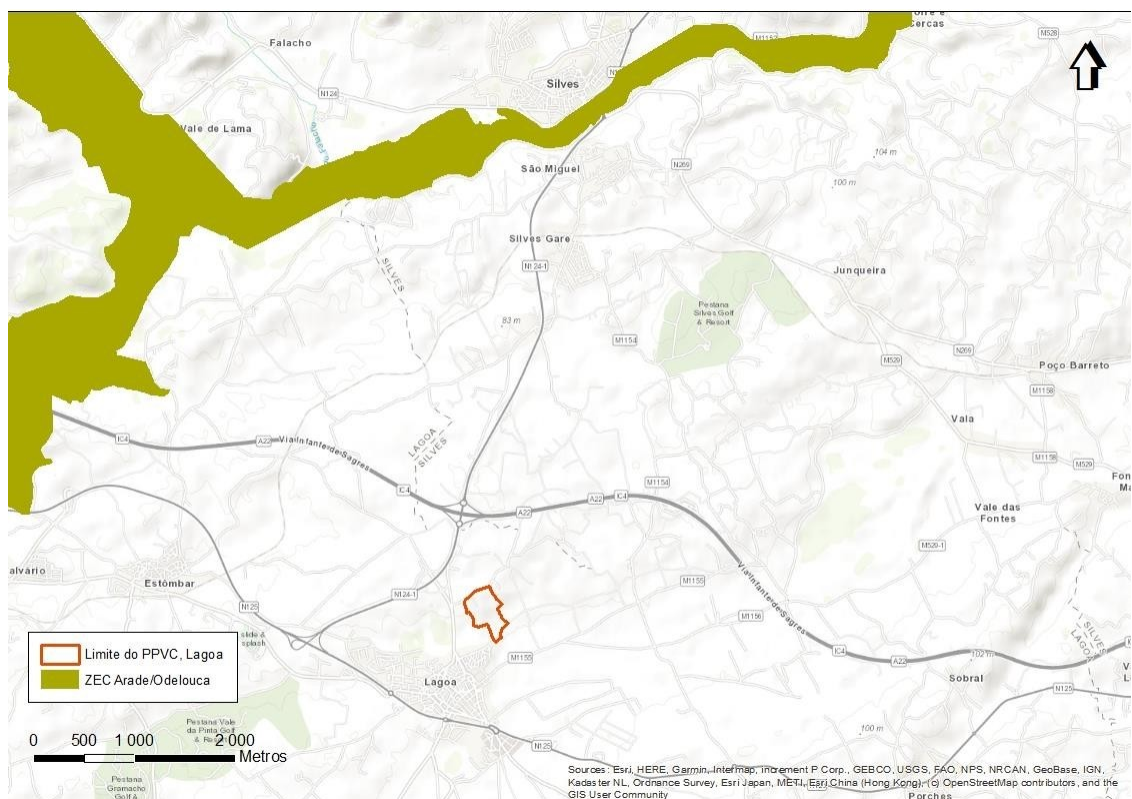 Cercas
M528
Falacho
M1152
Silves
N124
Vale de Lama
104 m
São Miguel
N269
100 m
Silves Gare
SILVES
N124-1
Junqueira
Pestana
Silves Golf
& Resort
83 m
M1154
N269
M529
Poço Barreto
M1158
Vala
IC4
A22
Via Infante de Sagres
LAGOA
SILVES
M1158
M529
IC4
M1154
A22
IC4
A22
Vale das
Fontes
M529-1
Estômbar
N124-1
N125
M1155
Via Infante de Sagres
M1156
slide &
splash
SILVES
LAGOA
Limite do PPVC, Lagoa
ZEC Arade/Odelouca
M1155
IC4
A22
102 m
Sobral
N125
Lagoa
Pestana Vale
da Pinta Golf
& Resort
100 m
0 500 1 000 2 000
Metros
N125
Pestana
Gramacho
Golf &
Sources: Esri, HERE, Garmin, Intermap, increment P Corp., GEBCO, USGS, FAO, NPS, NRCAN, GeoBase, IGN,
Kadaster NL, Ordnance Survey, Esri Japan, METI, Esri China (Hong Kong), (c) OpenStreetMap contributors, and the
GIS User Community
Porches